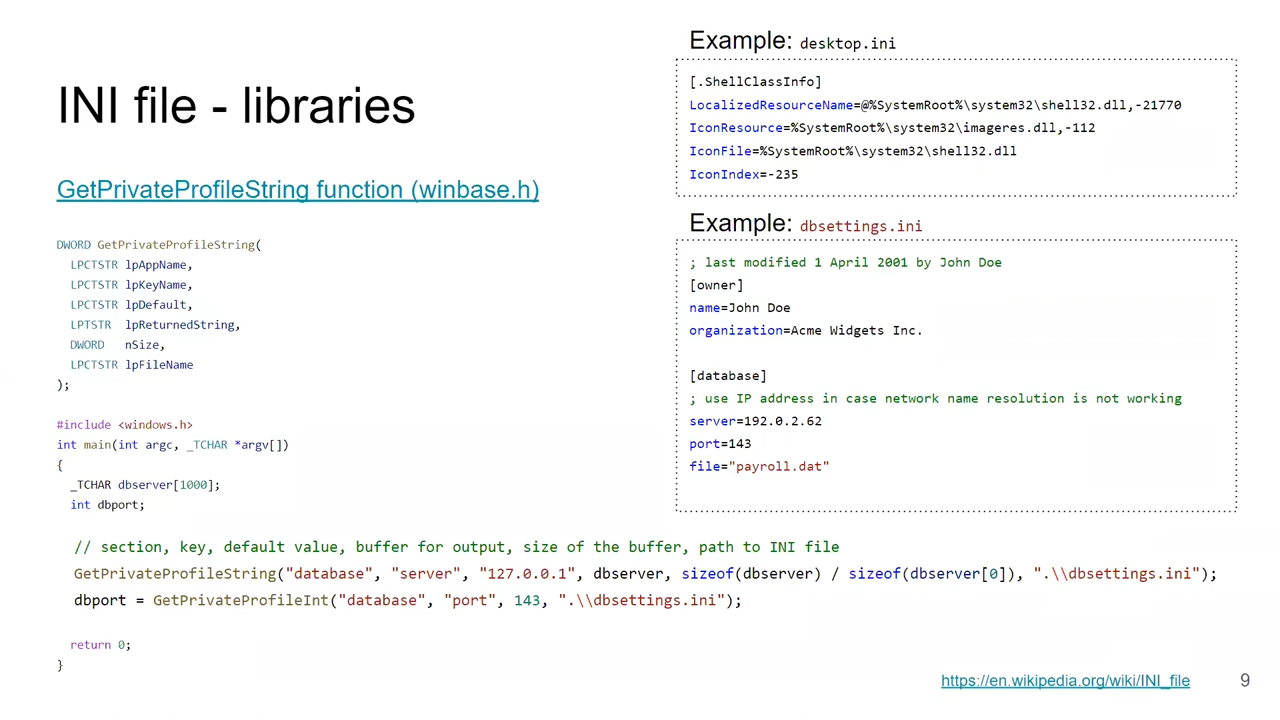 INI file - libraries
GetPrivateProfileString function (winbase.h)
DWORD GetPrivateProfileString(
  LPCTSTR lpAppName,
  LPCTSTR lpKeyName,
  LPCTSTR lpDefault,
  LPTSTR  lpReturnedString,
  DWORD   nSize,
  LPCTSTR lpFileName
);
#include <windows.h>
int main(int argc, _TCHAR *argv[])
{
  _TCHAR dbserver[1000];
  int dbport;
  // section, key, default value, buffer for output, size of the buffer, path to INI file
  GetPrivateProfileString("database", "server", "127.0.0.1", dbserver, sizeof(dbserver) / sizeof(dbserver[0]), ".\\dbsettings.ini");
  dbport = GetPrivateProfileInt("database", "port", 143, ".\\dbsettings.ini");
  return 0;
}
Example: desktop.ini
[.ShellClassInfo]
LocalizedResourceName=@%SystemRoot%\system32\shell32.dll,-21770
IconResource=%SystemRoot%\system32\imageres.dll,-112
IconFile=%SystemRoot%\system32\shell32.dll
IconIndex=-235
Example: dbsettings.ini
; last modified 1 April 2001 by John Doe
[owner]
name=John Doe
organization=Acme Widgets Inc.
[database]
; use IP address in case network name resolution is not working
server=192.0.2.62
port=143
file="payroll.dat"
https://en.wikipedia.org/wiki/INI_file
9